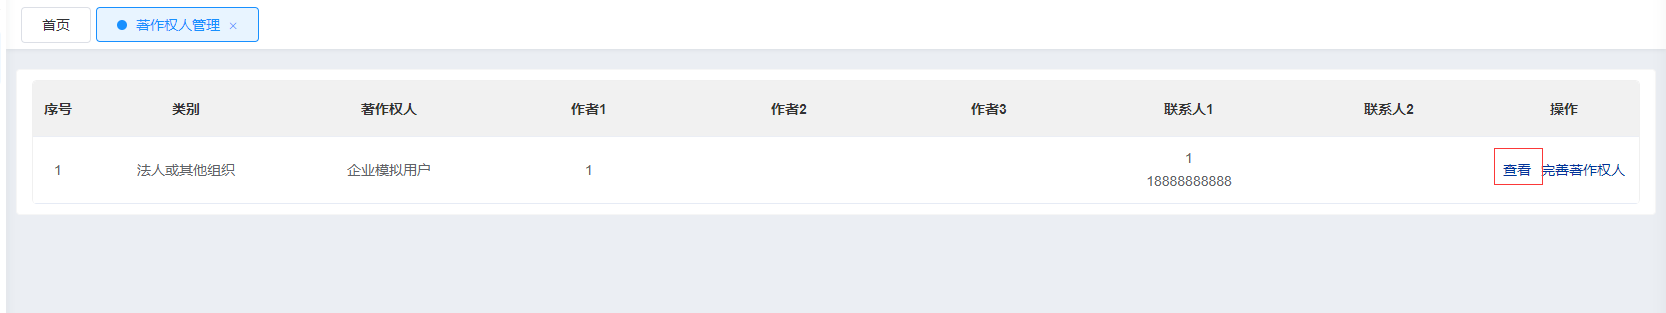 首页 著作权人管理 ×
序号 类别 著作权人 作者1 作者2 作者3 联系人1 联系人2 操作
1 法人或其他组织 企业模拟用户 1 1 查看 完善著作权人
18888888888